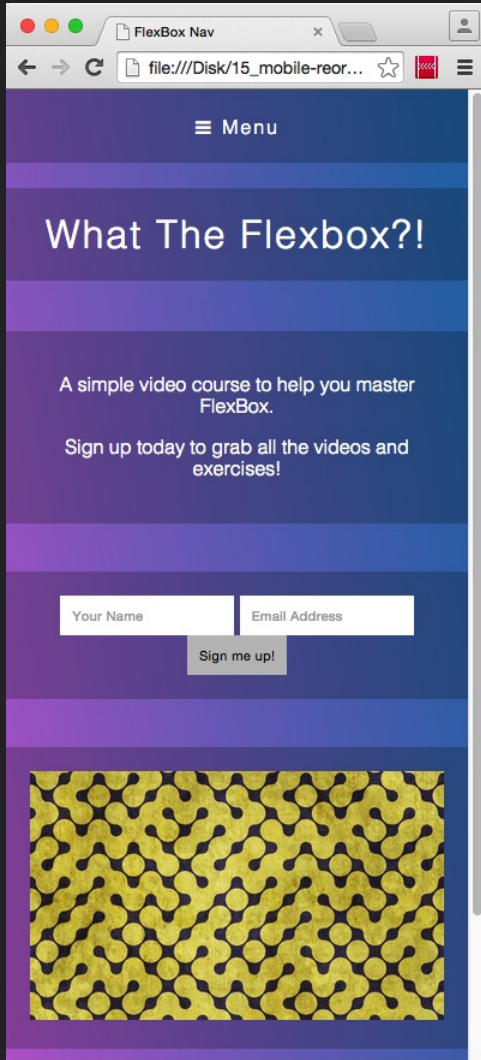 FlexBox Nav
file:///Disk/15_mobile-reor...
Menu
What The Flexbox?!
A simple video course to help you master
FlexBox.
Sign up today to grab all the videos and
exercises!
Your Name Email Address
Sign me up!